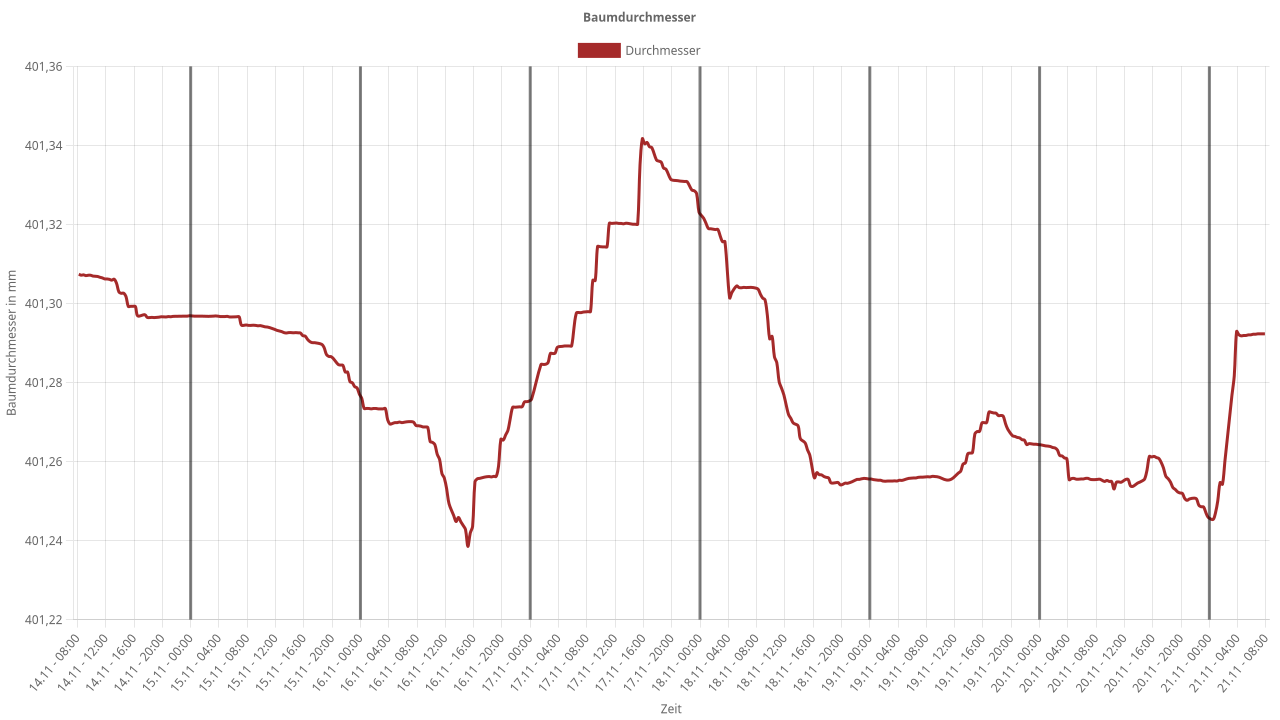 Baumdurchmesser
Durchmesser
401,36
401,34
401,32
401,30
401,28
401,26
401,24
401,22
Baumdurchmesser in mm
14.11 - 08:00
14.11 - 12:00
14.11 - 16:00
14.11 - 20:00
15.11 - 00:00
15.11 - 04:00
15.11 - 08:00
15.11 - 12:00
15.11 - 16:00
15.11 - 20:00
16.11 - 00:00
16.11 - 04:00
16.11 - 08:00
16.11 - 12:00
16.11 - 16:00
16.11 - 20:00
17.11 - 00:00
17.11 - 04:00
17.11 - 08:00
17.11 - 12:00
17.11 - 16:00
17.11 - 20:00
18.11 - 00:00
18.11 - 04:00
18.11 - 08:00
18.11 - 12:00
18.11 - 16:00
18.11 - 20:00
19.11 - 00:00
19.11 - 04:00
19.11 - 08:00
19.11 - 12:00
19.11 - 16:00
19.11 - 20:00
20.11 - 00:00
20.11 - 04:00
20.11 - 08:00
20.11 - 12:00
20.11 - 16:00
20.11 - 20:00
21.11 - 00:00
21.11 - 04:00
21.11 - 08:00
Zeit